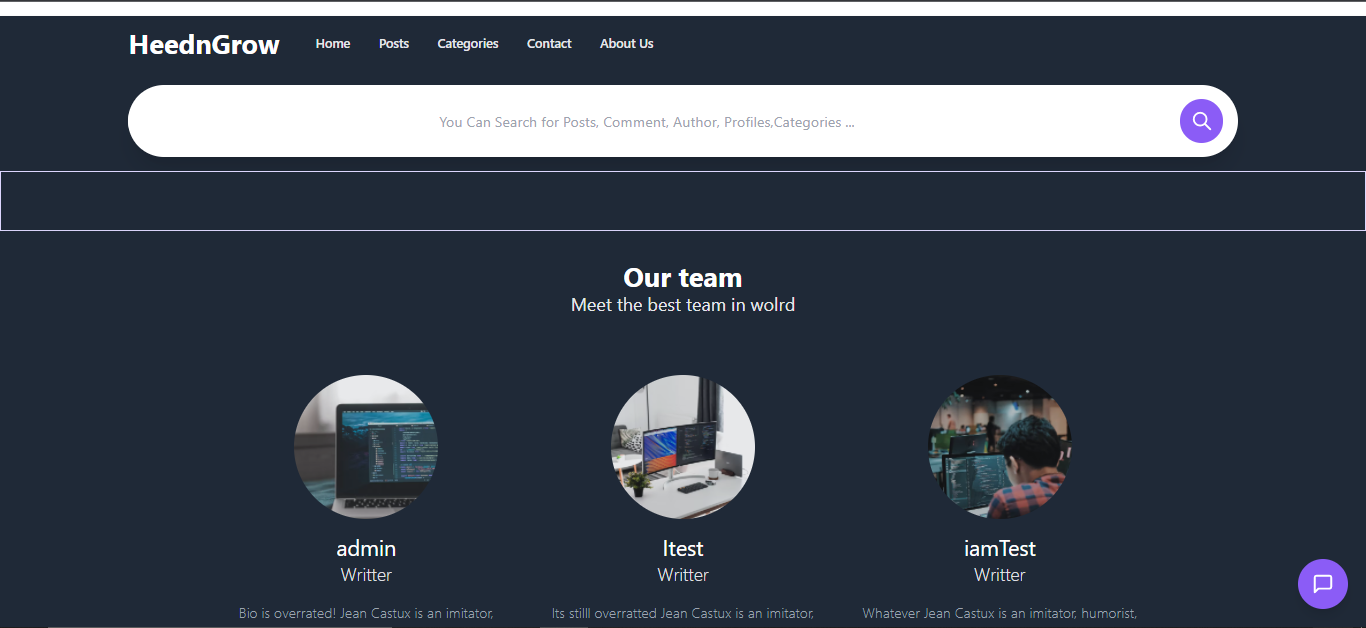 HeednGrow Home Posts Categories Contact About Us
You Can Search for Posts, Comment, Author, Profiles,Categories ...
Our team
Meet the best team in wolrd
admin
Writter
Bio is overrated! Jean Castux is an imitator,
ltest
Writter
Its stilll overratted Jean Castux is an imitator,
iamTest
Writter
Whatever Jean Castux is an imitator, humorist,